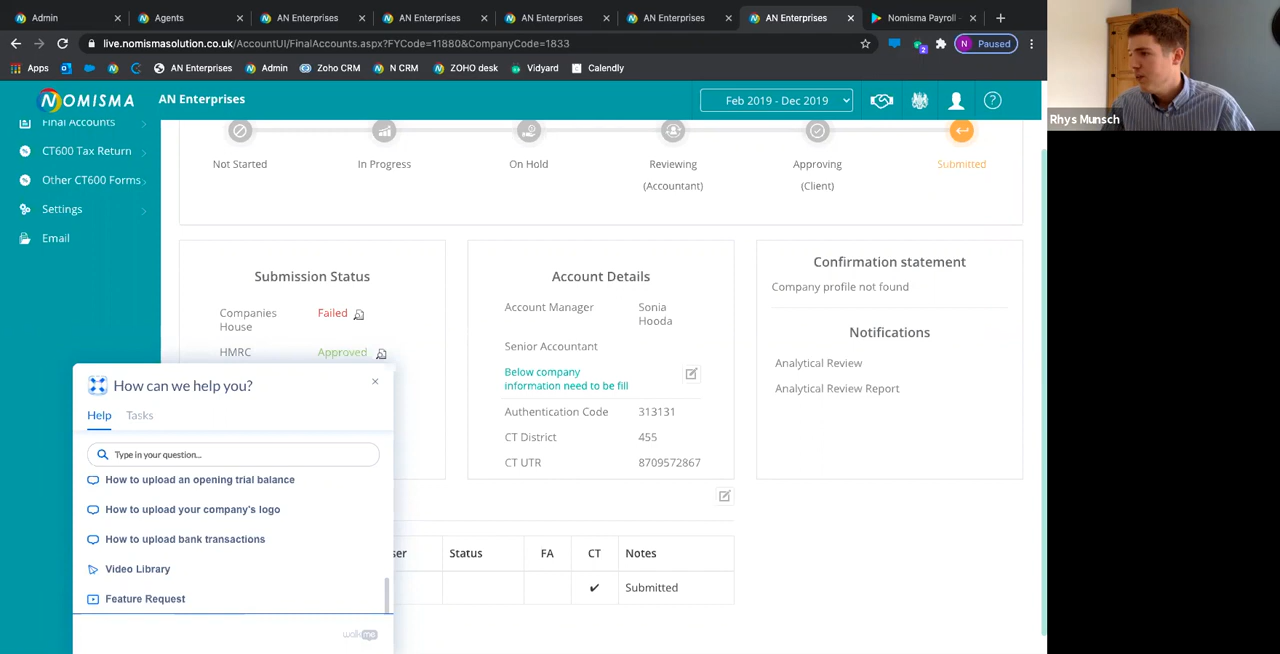 Admin
Agents
AN Enterprises
AN Enterprises
AN Enterprises
AN Enterprises
AN Enterprises
Nomisma Payroll
live.nomismasolution.co.uk/AccountUI/FinalAccounts.aspx?FYCode=11880&CompanyCode=1833
2
N Paused
Apps
AN Enterprises
Admin
Zoho CRM
N CRM
ZOHO desk
Vidyard
Calendly
NOMISMA
AN Enterprises
Feb 2019 - Dec 2019
Rhys Munsch
Final Accounts
CT600 Tax Return
Other CT600 Forms
Settings
Email
Not Started
In Progress
On Hold
Reviewing
(Accountant)
Approving
(Client)
Submitted
Submission Status
Companies
House
Failed
HMRC
Approved
Account Details
Account Manager
Sonia
Hooda
Senior Accountant
Below company
information need to be fill
Authentication Code
313131
CT District
455
CT UTR
8709572867
Confirmation statement
Company profile not found
Notifications
Analytical Review
Analytical Review Report
How can we help you?
Help
Tasks
Type in your question...
How to upload an opening trial balance
How to upload your company's logo
How to upload bank transactions
Video Library
Feature Request
walkme
Status
FA
CT
Notes
Submitted